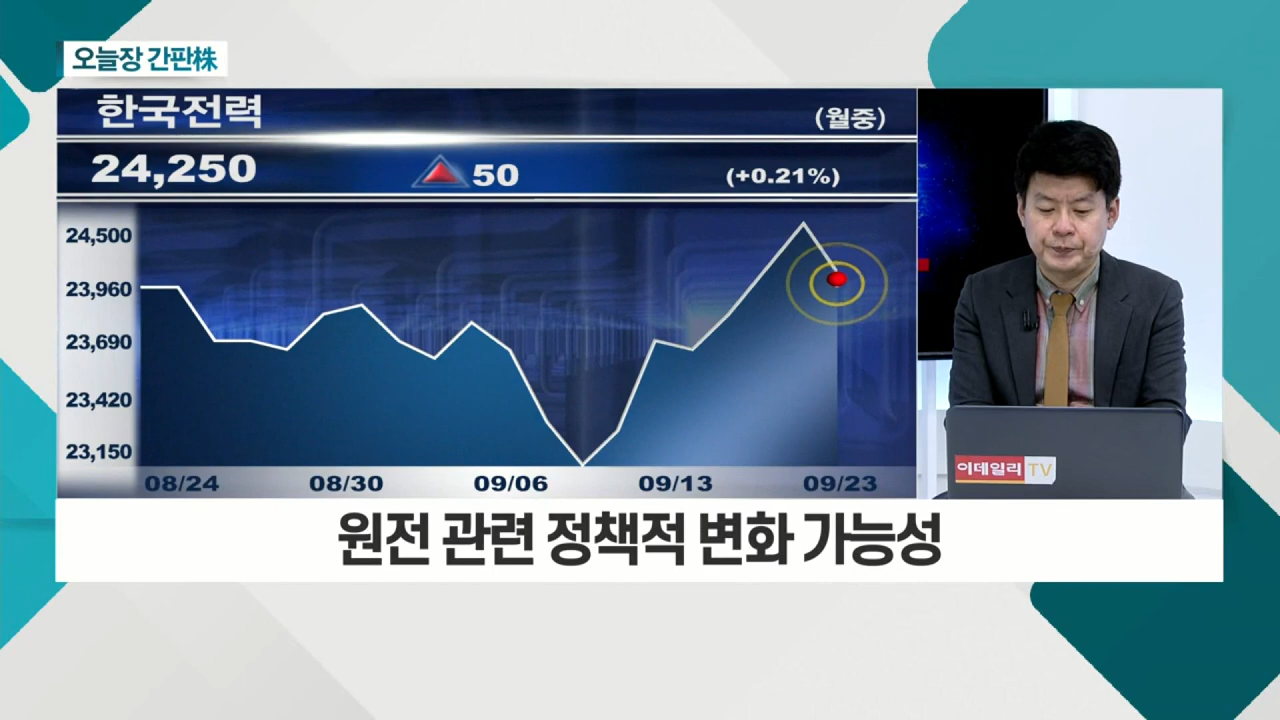 오늘장 간판株
한국전력
(월중)
24,250
50
(+0.21%)
24,500
23,960
23,690
23,420
23,150
08/24
08/30
09/06
09/13
09/23
이데일리TV
원전 관련 정책적 변화 가능성